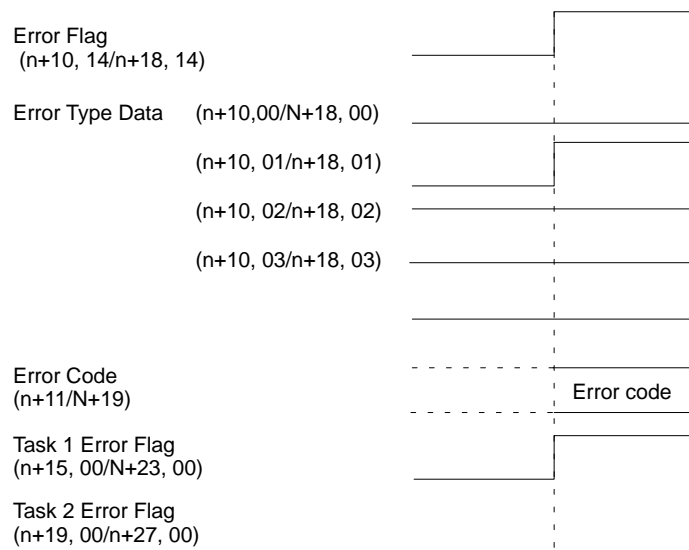 Error Flag
(n+10, 14/n+18, 14)
Error Type Data (n+10,00/N+18, 00)
(n+10, 01/n+18, 01)
(n+10, 02/n+18, 02)
(n+10, 03/n+18, 03)
Error Code
(n+11/N+19)
Error code
Task 1 Error Flag
(n+15, 00/N+23, 00)
Task 2 Error Flag
(n+19, 00/n+27, 00)